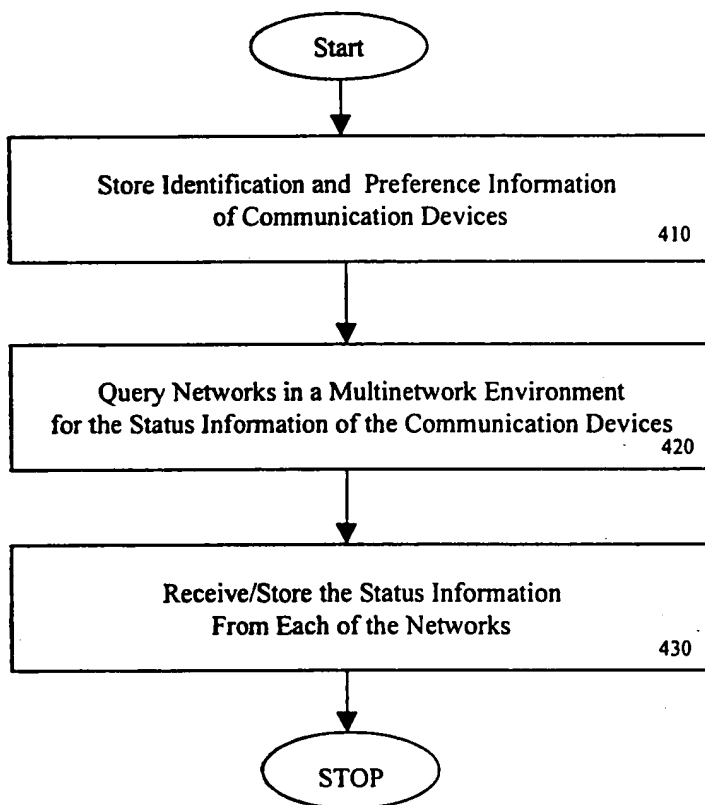 Start
Store Identification and Preference Information
of Communication Devices
410
Query Networks in a Multinetwork Environment
for the Status Information of the Communication Devices
420
Receive/Store the Status Information
From Each of the Networks
430
STOP